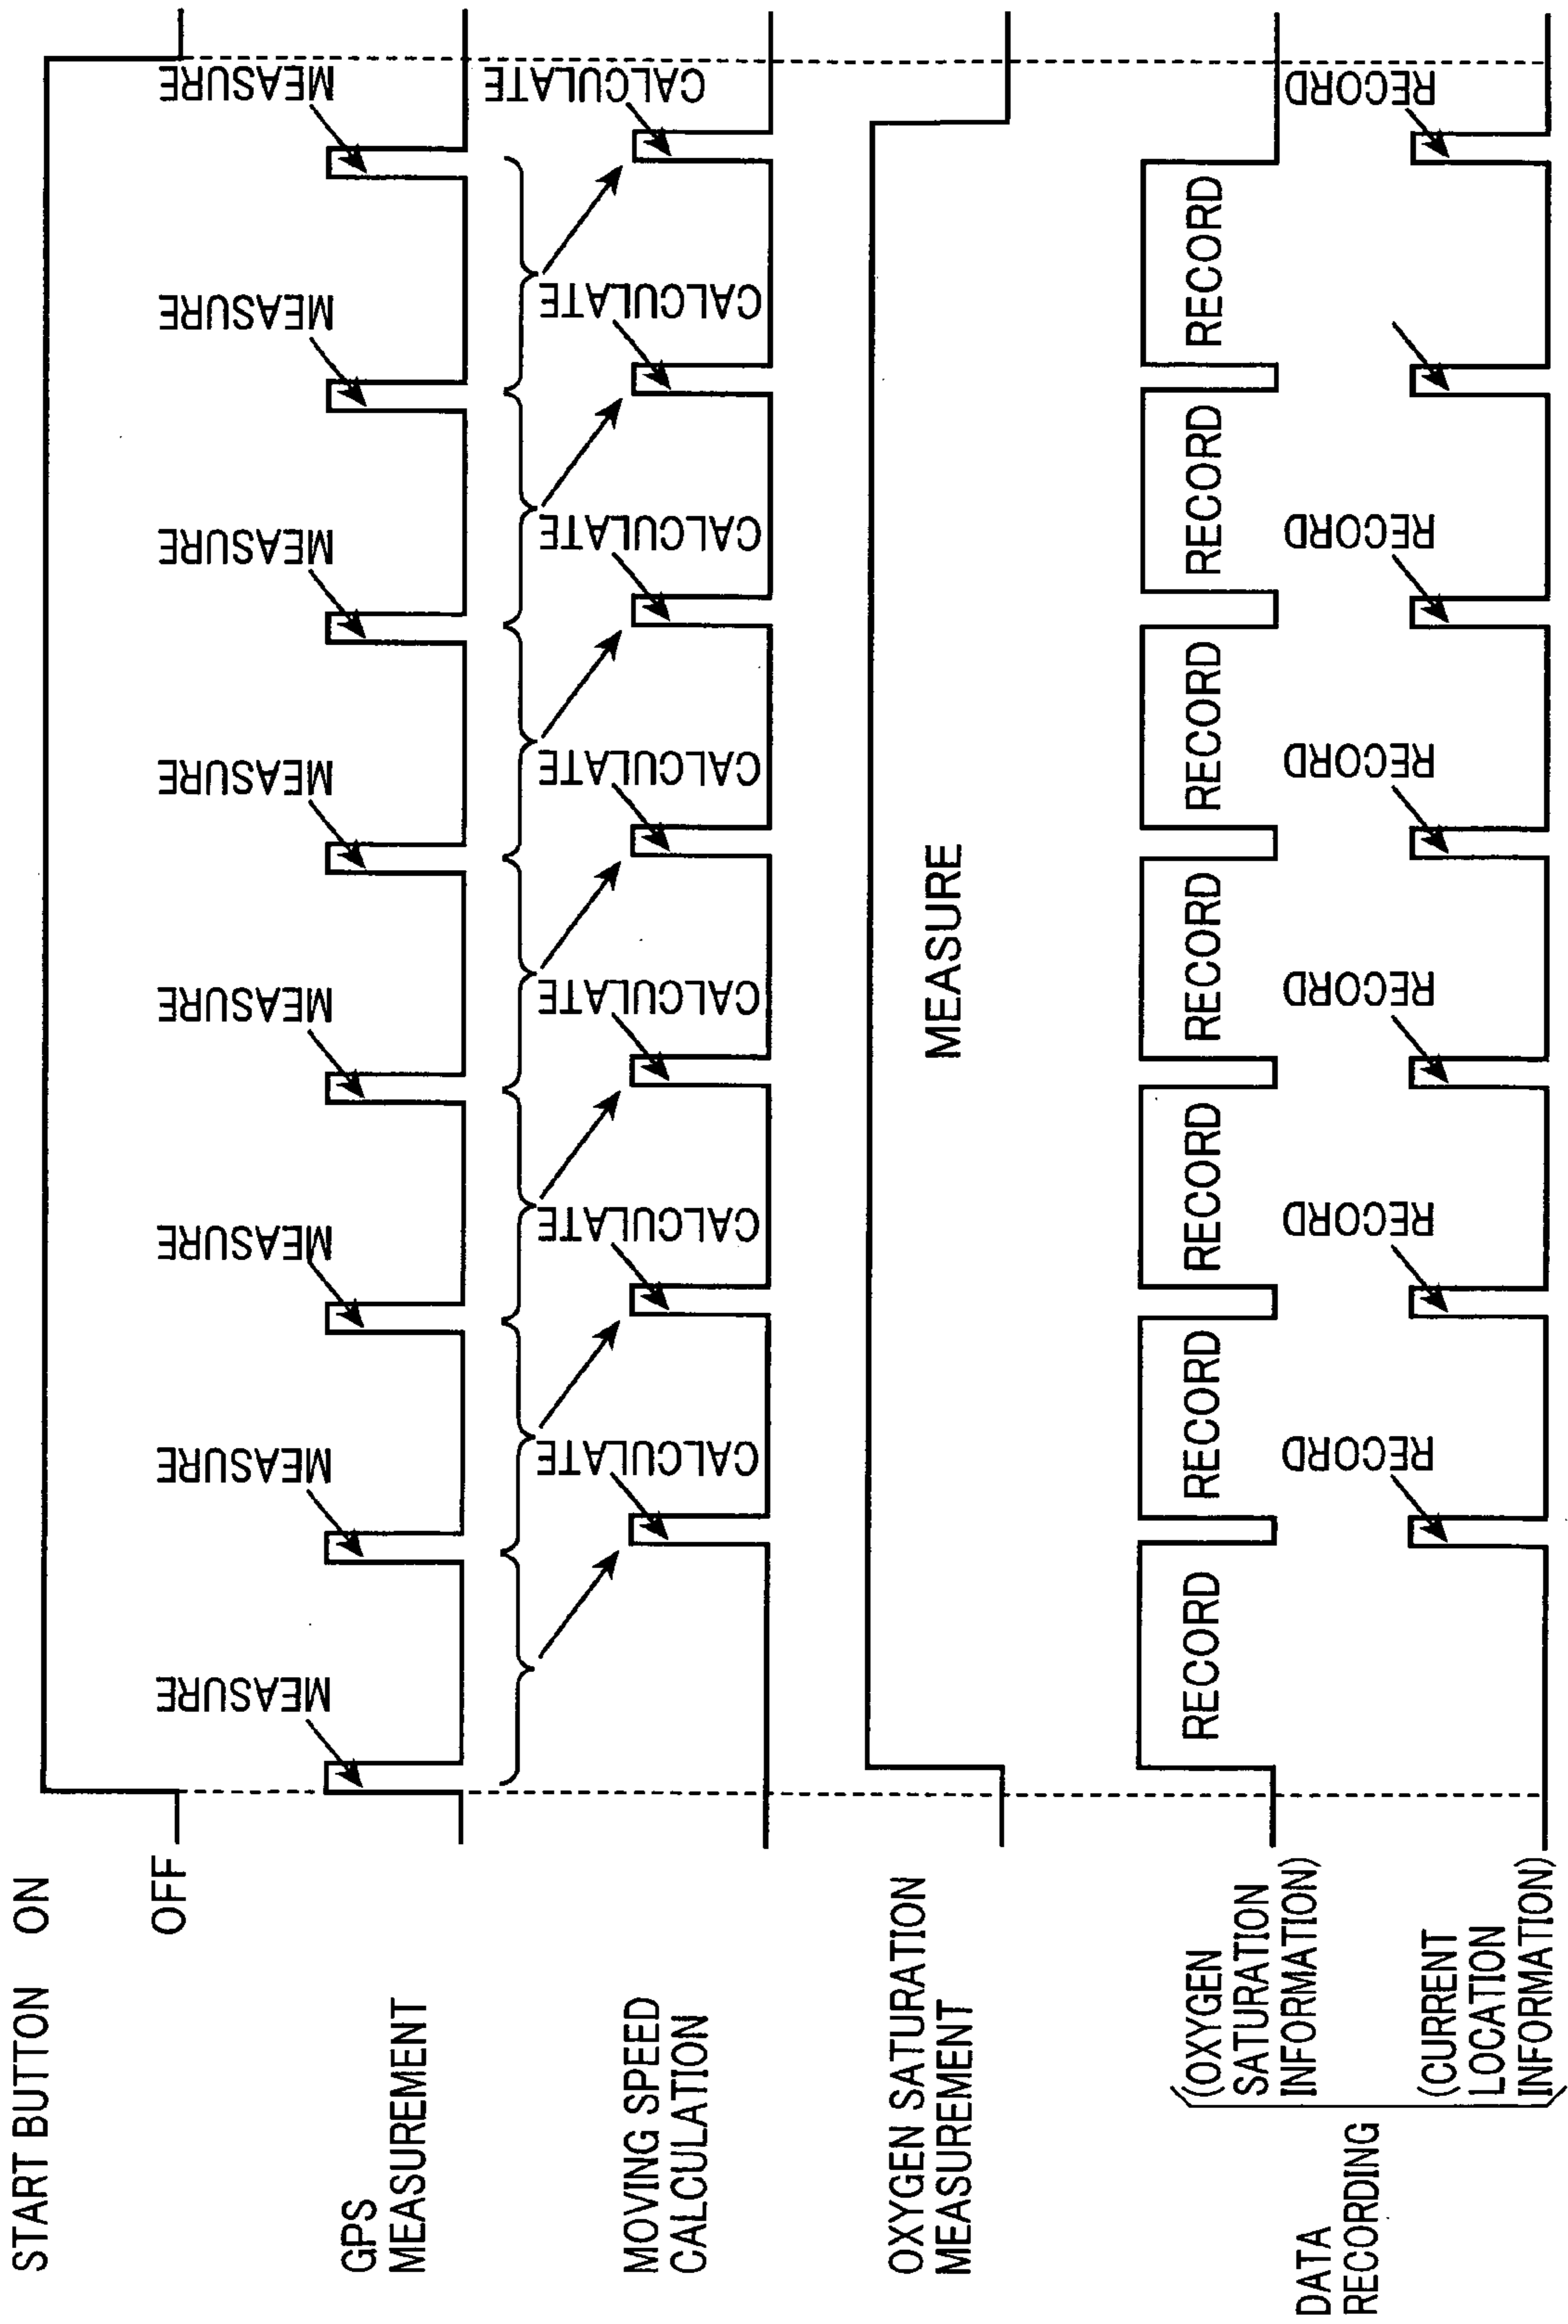 START BUTTON ON
OFF
GPS
MEASUREMENT
MEASURE
MEASURE
MEASURE
MEASURE
MEASURE
MEASURE
MEASURE
MEASURE
MOVING SPEED
CALCULATION
CALCULATE
CALCULATE
CALCULATE
CALCULATE
CALCULATE
CALCULATE
CALCULATE
OXYGEN SATURATION
MEASUREMENT
MEASURE
DATA
RECORDING
(OXYGEN
SATURATION
INFORMATION)
RECORD
RECORD
RECORD
RECORD
RECORD
RECORD
RECORD
(CURRENT
LOCATION
INFORMATION)
RECORD
RECORD
RECORD
RECORD
RECORD
RECORD